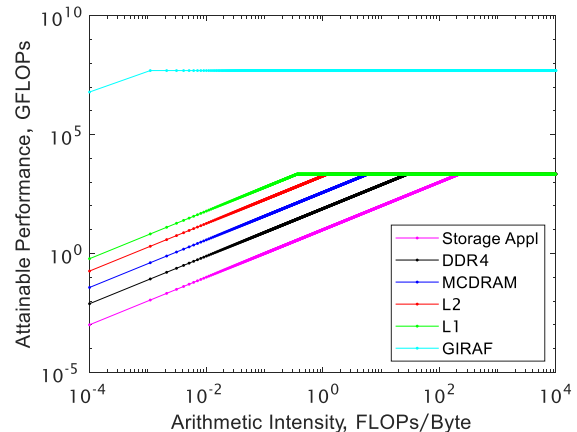 Attainable Performance, GFLOPs
10^10
10^5
10^0
10^-5
10^-4
10^-2
10^0
10^2
10^4
Arithmetic Intensity, FLOPs/Byte
Storage Appl
DDR4
MCDRAM
L2
L1
GIRAF